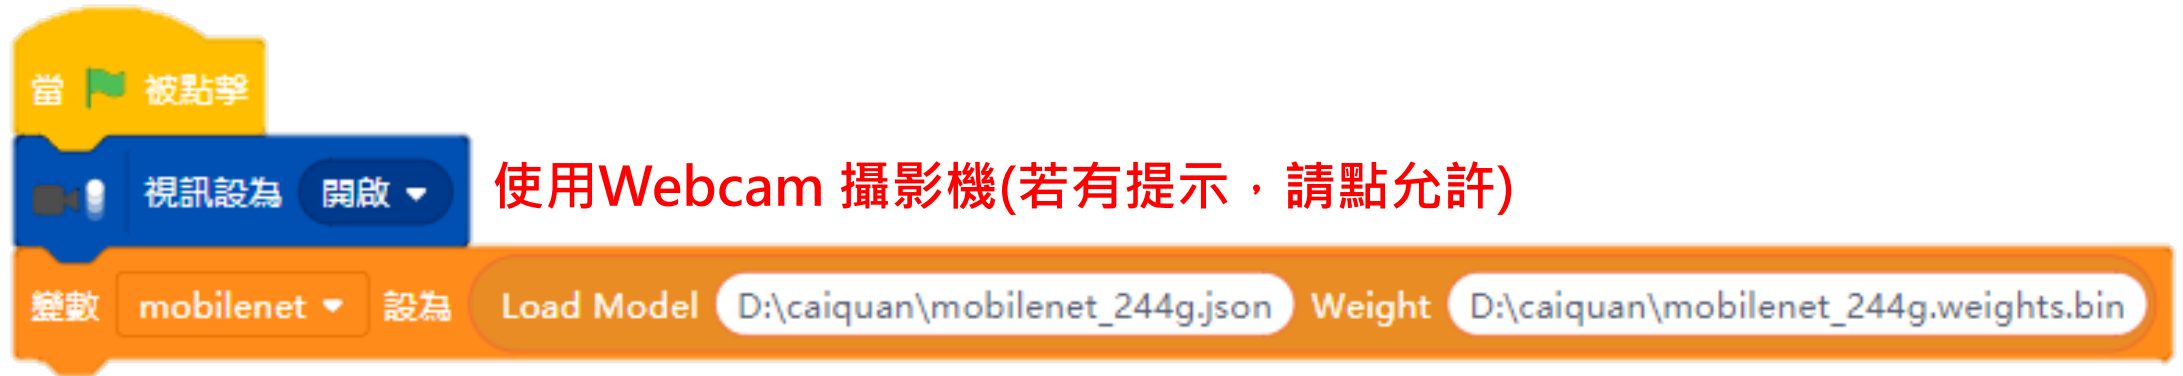 當 被點擊
視訊設為 開啟
使用Webcam 攝影機(若有提示，請點允許)
變數 mobilenet 設為 Load Model D:\caiquan\mobilenet_244g.json Weight D:\caiquan\mobilenet_244g.weights.bin